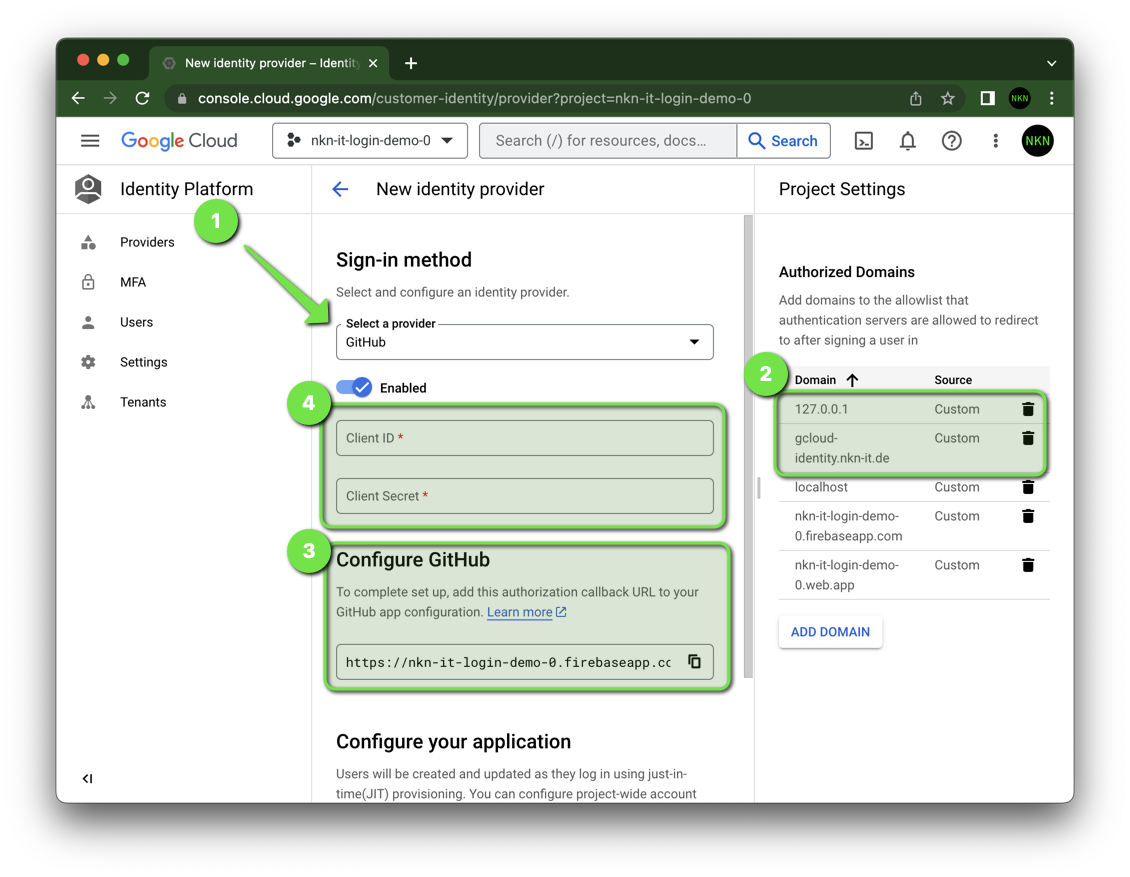 New identity provider – Identity
console.cloud.google.com/customer-identity/provider?project=nkn-it-login-demo-0
NKN
Google Cloud
nkn-it-login-demo-0
Search (/) for resources, docs...
Search
NKN
Identity Platform
1
Providers
MFA
Users
Settings
Tenants
New identity provider
Sign-in method
Select and configure an identity provider.
Select a provider
GitHub
Enabled
4
Client ID *
Client Secret *
3
Configure GitHub
To complete set up, add this authorization callback URL to your
GitHub app configuration. Learn more
https://nkn-it-login-demo-0.firebaseapp.cc
Configure your application
Users will be created and updated as they log in using just-in-
time(JIT) provisioning. You can configure project-wide account
Project Settings
Authorized Domains
Add domains to the allowlist that
authentication servers are allowed to redirect
to after signing a user in
2
Domain Source
127.0.0.1 Custom
gcloud- Custom
identity.nkn-it.de
localhost Custom
nkn-it-login-demo- Custom
0.firebaseapp.com
nkn-it-login-demo- Custom
0.web.app
ADD DOMAIN